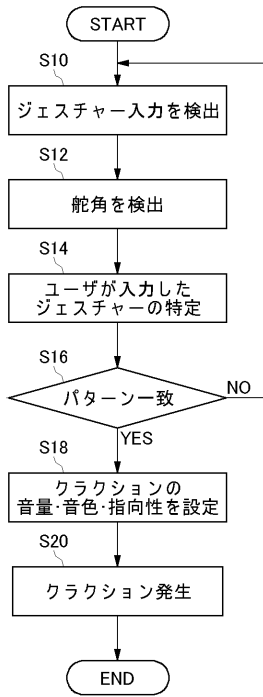 START
S10
ジェスチャー入力を検出
S12
舵角を検出
S14
ユーザが入力した
ジェスチャーの特定
S16
パターン一致
NO
YES
S18
クラクションの
音量・音色・指向性を設定
S20
クラクション発生
END